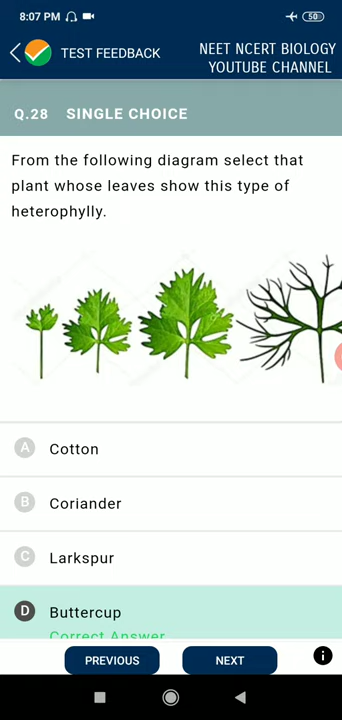 8:07 PM
50
TEST FEEDBACK
NEET NCERT BIOLOGY
YOUTUBE CHANNEL
Q.28 SINGLE CHOICE
From the following diagram select that
plant whose leaves show this type of
heterophylly.
A Cotton
B Coriander
C Larkspur
D Buttercup
Correct Answer
PREVIOUS
NEXT